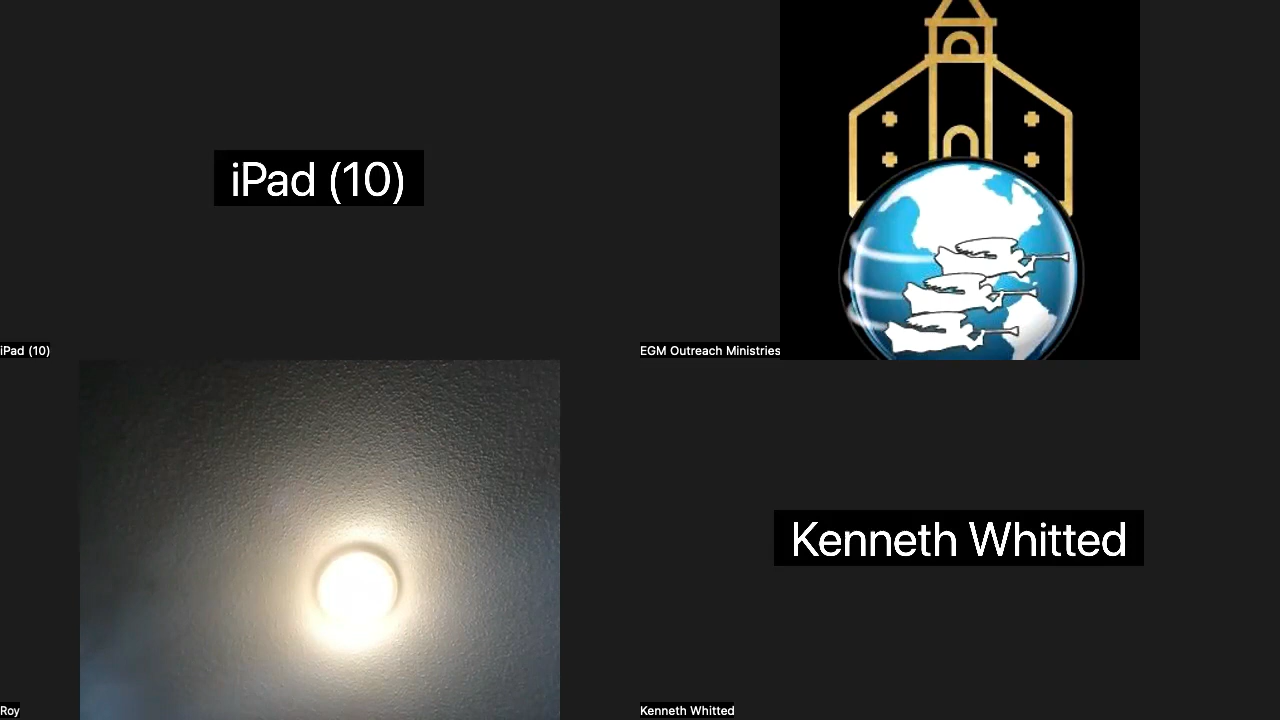 iPad (10)
iPad (10)
EGM Outreach Ministries
Kenneth Whitted
Roy
Kenneth Whitted